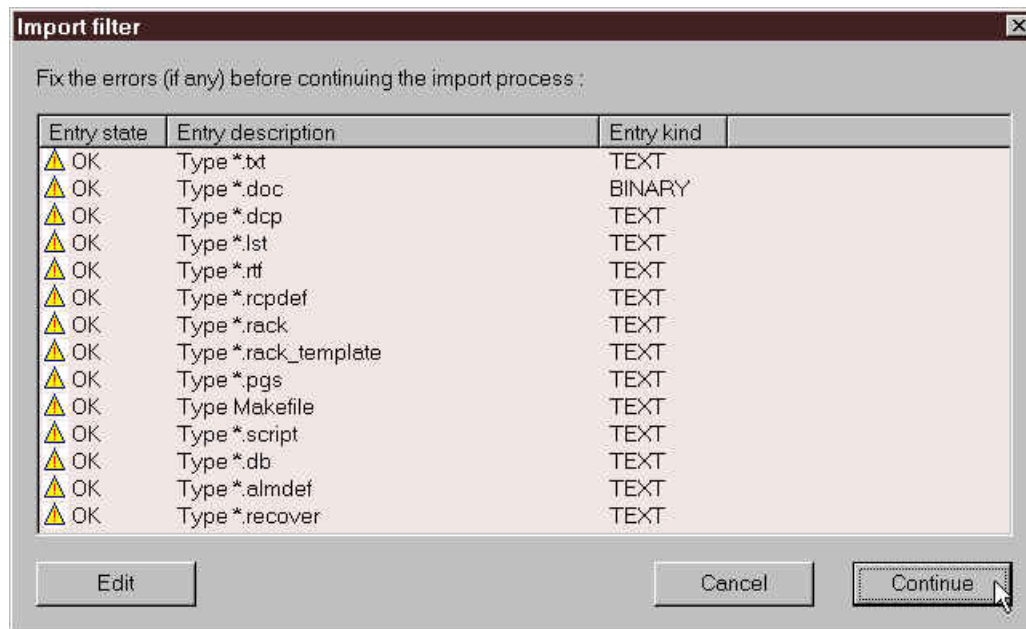 Import filter
Fix the errors (if any) before continuing the import process :
Entry state Entry description Entry kind
OK Type *.txt TEXT
OK Type *.doc BINARY
OK Type *.dcp TEXT
OK Type *.lst TEXT
OK Type *.rtf TEXT
OK Type *.rcpdef TEXT
OK Type *.rack TEXT
OK Type *.rack_template TEXT
OK Type *.pgs TEXT
OK Type Makefile TEXT
OK Type *.script TEXT
OK Type *.db TEXT
OK Type *.almdef TEXT
OK Type *.recover TEXT
Edit Cancel Continue